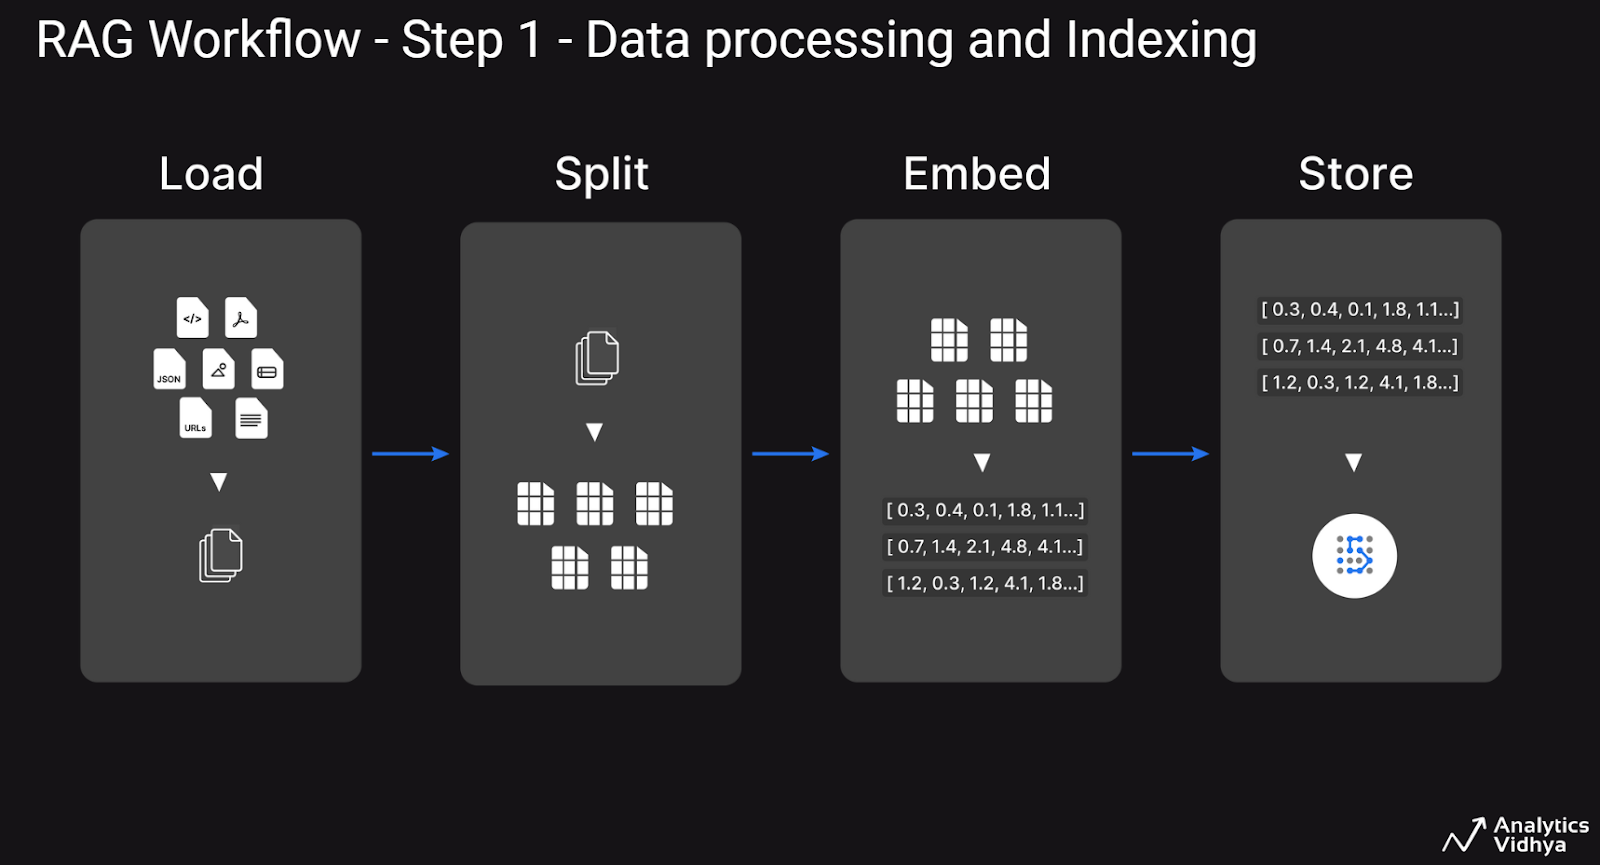 RAG Workflow - Step 1 - Data processing and Indexing
Load
Split
Embed
Store
</>
JSON
URLs
[ 0.3, 0.4, 0.1, 1.8, 1.1...]
[ 0.7, 1.4, 2.1, 4.8, 4.1...]
[ 1.2, 0.3, 1.2, 4.1, 1.8...]
[ 0.3, 0.4, 0.1, 1.8, 1.1...]
[ 0.7, 1.4, 2.1, 4.8, 4.1...]
[ 1.2, 0.3, 1.2, 4.1, 1.8...]
Analytics
Vidhya